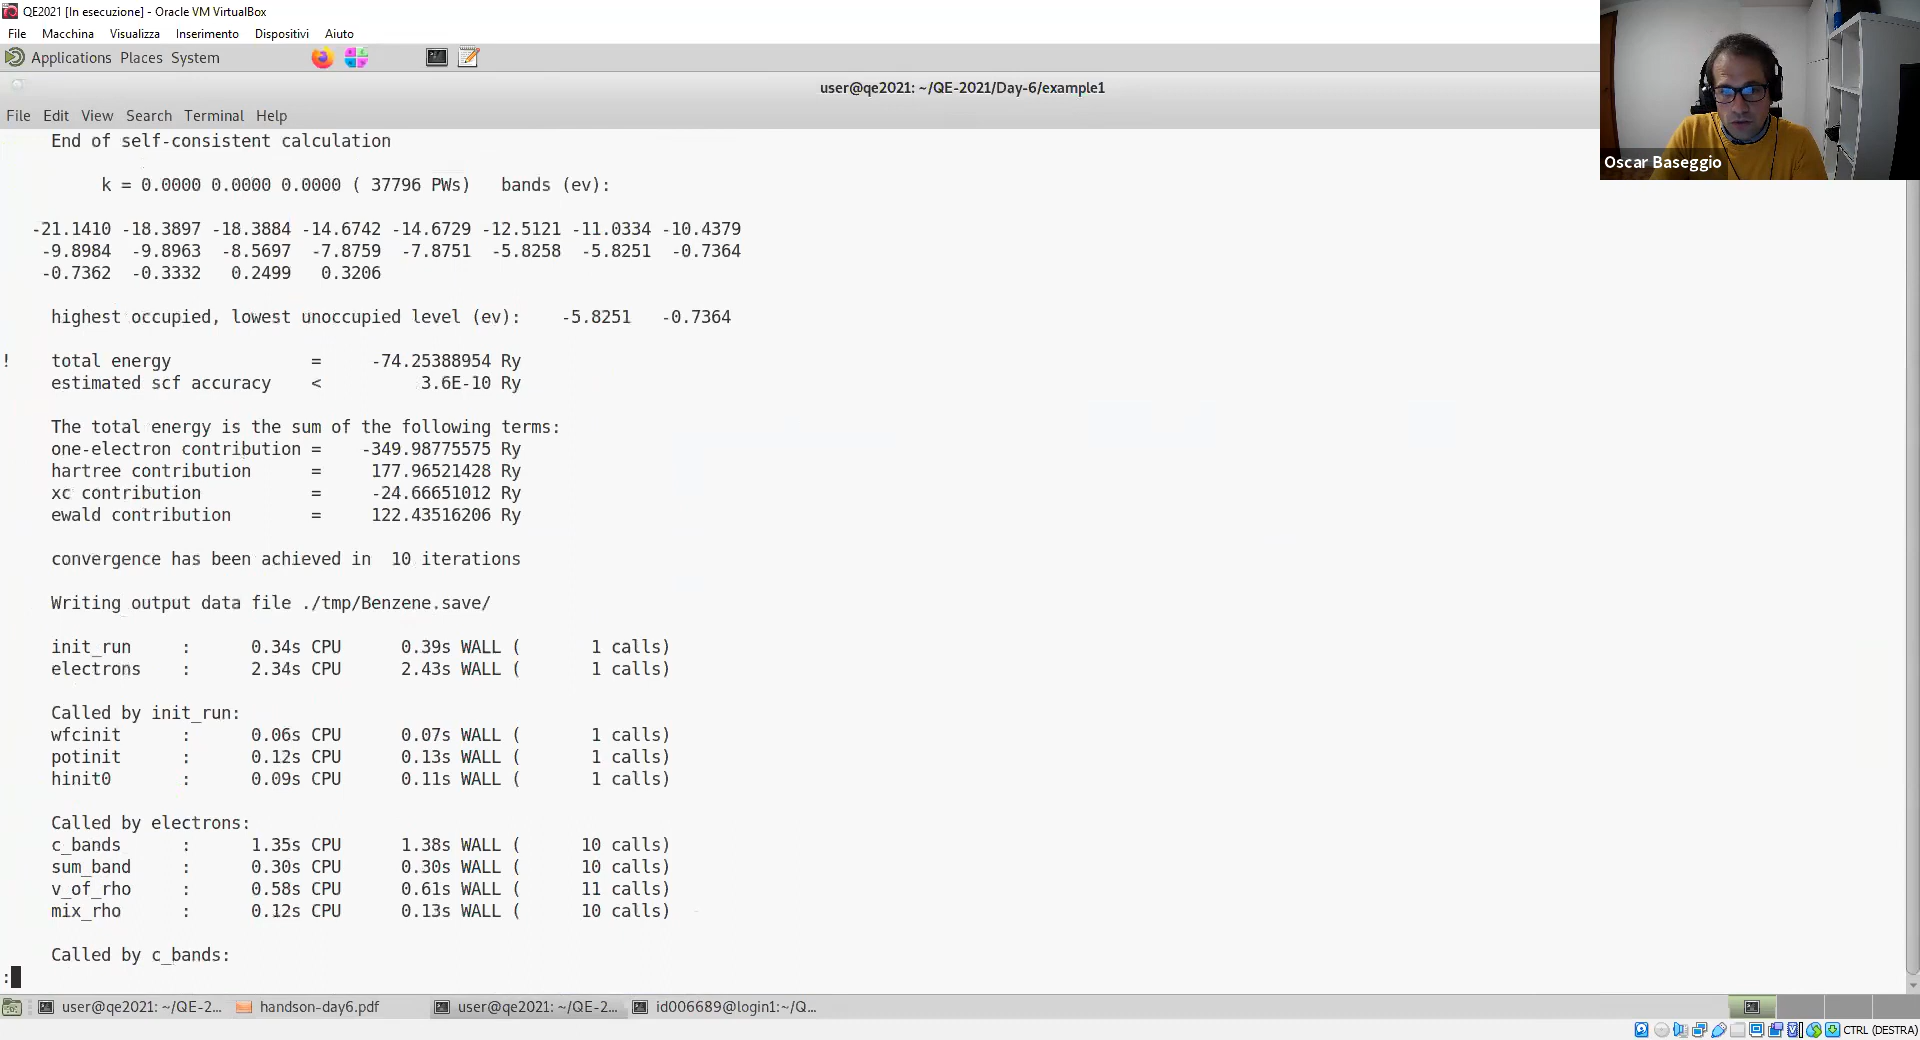 QE2021 [In esecuzione] - Oracle VM VirtualBox
File Macchina Visualizza Inserimento Dispositivi Aiuto
Applications Places System
user@qe2021: ~/QE-2021/Day-6/example1
File Edit View Search Terminal Help
Oscar Baseggio
End of self-consistent calculation
k = 0.0000 0.0000 0.0000 ( 37796 PWs) bands (ev):
-21.1410 -18.3897 -18.3884 -14.6742 -14.6729 -12.5121 -11.0334 -10.4379
-9.8984 -9.8963 -8.5697 -7.8759 -7.8751 -5.8258 -5.8251 -0.7364
-0.7362 -0.3332 0.2499 0.3206
highest occupied, lowest unoccupied level (ev): -5.8251 -0.7364
! total energy = -74.25388954 Ry
estimated scf accuracy < 3.6E-10 Ry
The total energy is the sum of the following terms:
one-electron contribution = -349.98775575 Ry
hartree contribution = 177.96521428 Ry
xc contribution = -24.66651012 Ry
ewald contribution = 122.43516206 Ry
convergence has been achieved in 10 iterations
Writing output data file ./tmp/Benzene.save/
init_run : 0.34s CPU 0.39s WALL ( 1 calls)
electrons : 2.34s CPU 2.43s WALL ( 1 calls)
Called by init_run:
wfcinit : 0.06s CPU 0.07s WALL ( 1 calls)
potinit : 0.12s CPU 0.13s WALL ( 1 calls)
hinit0 : 0.09s CPU 0.11s WALL ( 1 calls)
Called by electrons:
c_bands : 1.35s CPU 1.38s WALL ( 10 calls)
sum_band : 0.30s CPU 0.30s WALL ( 10 calls)
v_of_rho : 0.58s CPU 0.61s WALL ( 11 calls)
mix_rho : 0.12s CPU 0.13s WALL ( 10 calls)
Called by c_bands:
:
user@qe2021: ~/QE-2... handson-day6.pdf user@qe2021: ~/QE-2... id006689@login1:~/Q...
CTRL (DESTRA)